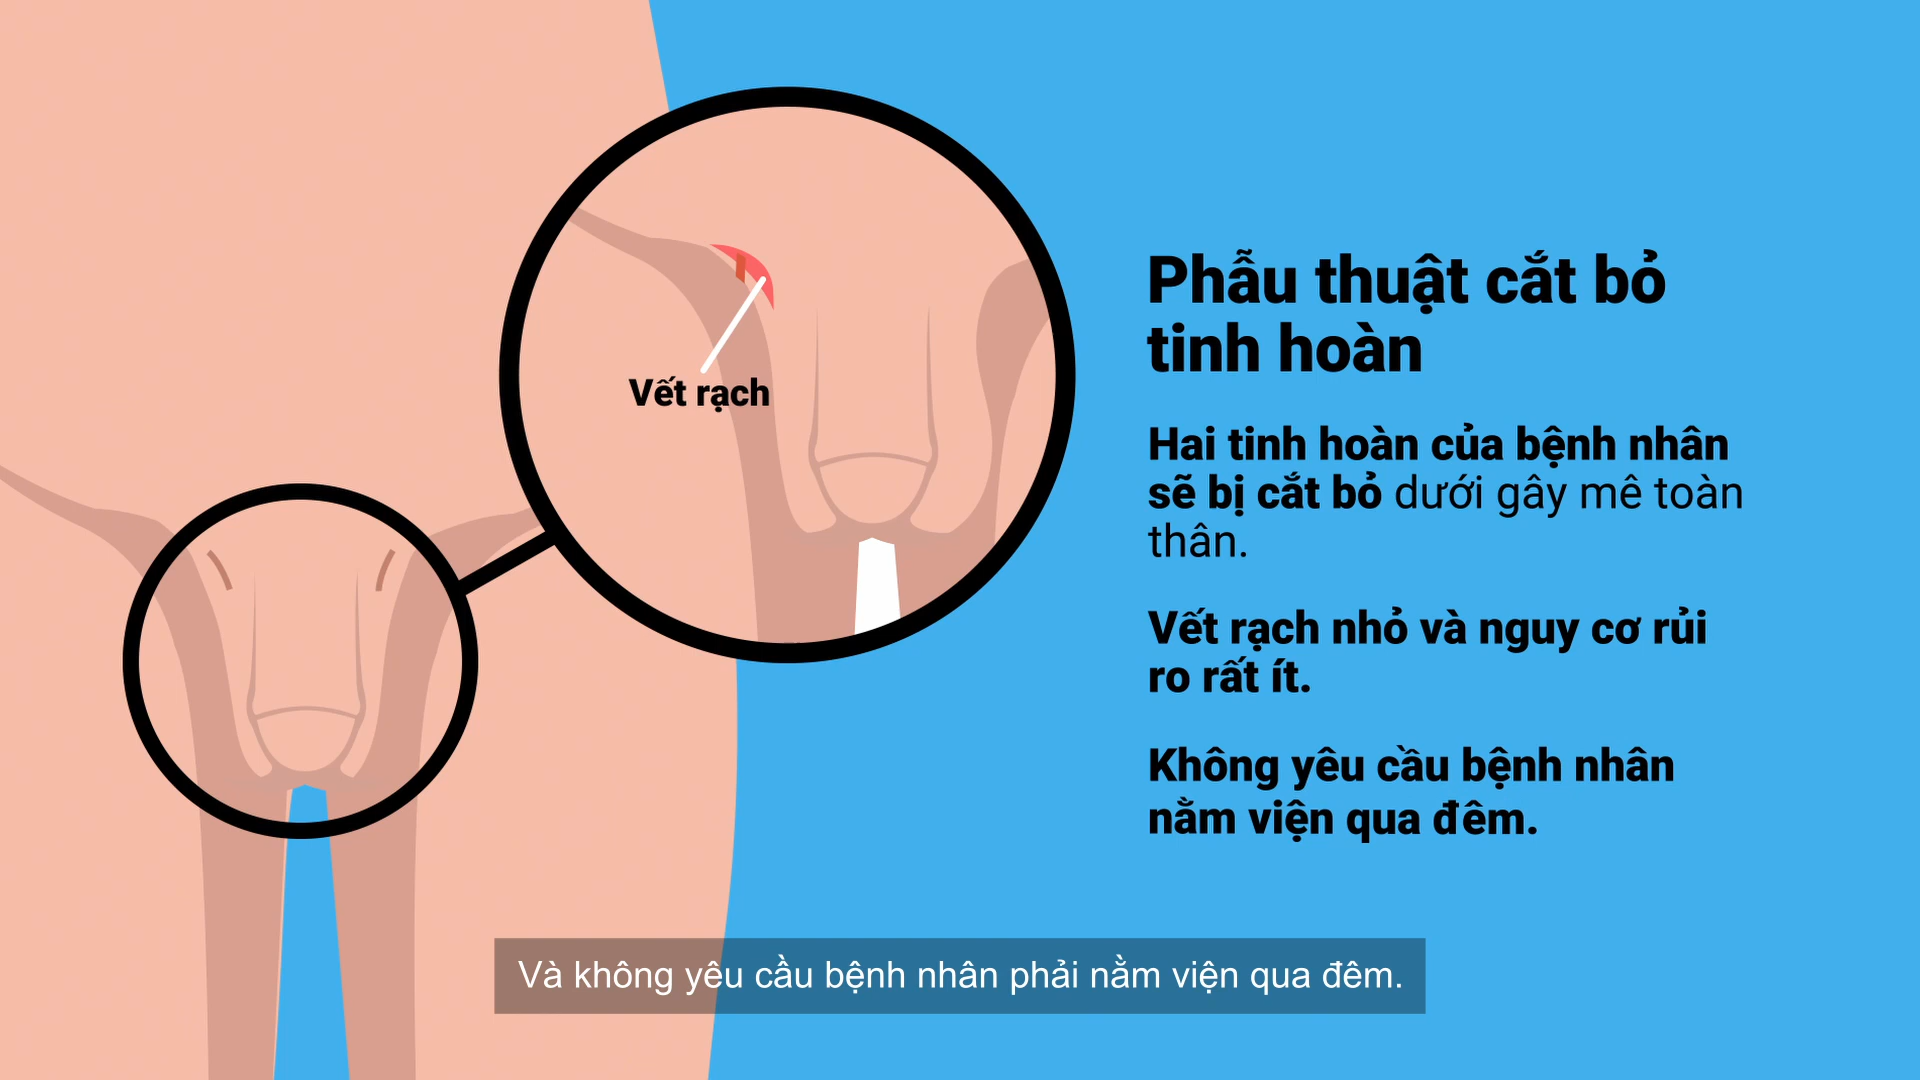 Vết rạch
Phẫu thuật cắt bỏ
tinh hoàn
Hai tinh hoàn của bệnh nhân
sẽ bị cắt bỏ dưới gây mê toàn
thân.
Vết rạch nhỏ và nguy cơ rủi
ro rất ít.
Không yêu cầu bệnh nhân
nằm viện qua đêm.
Và không yêu cầu bệnh nhân phải nằm viện qua đêm.